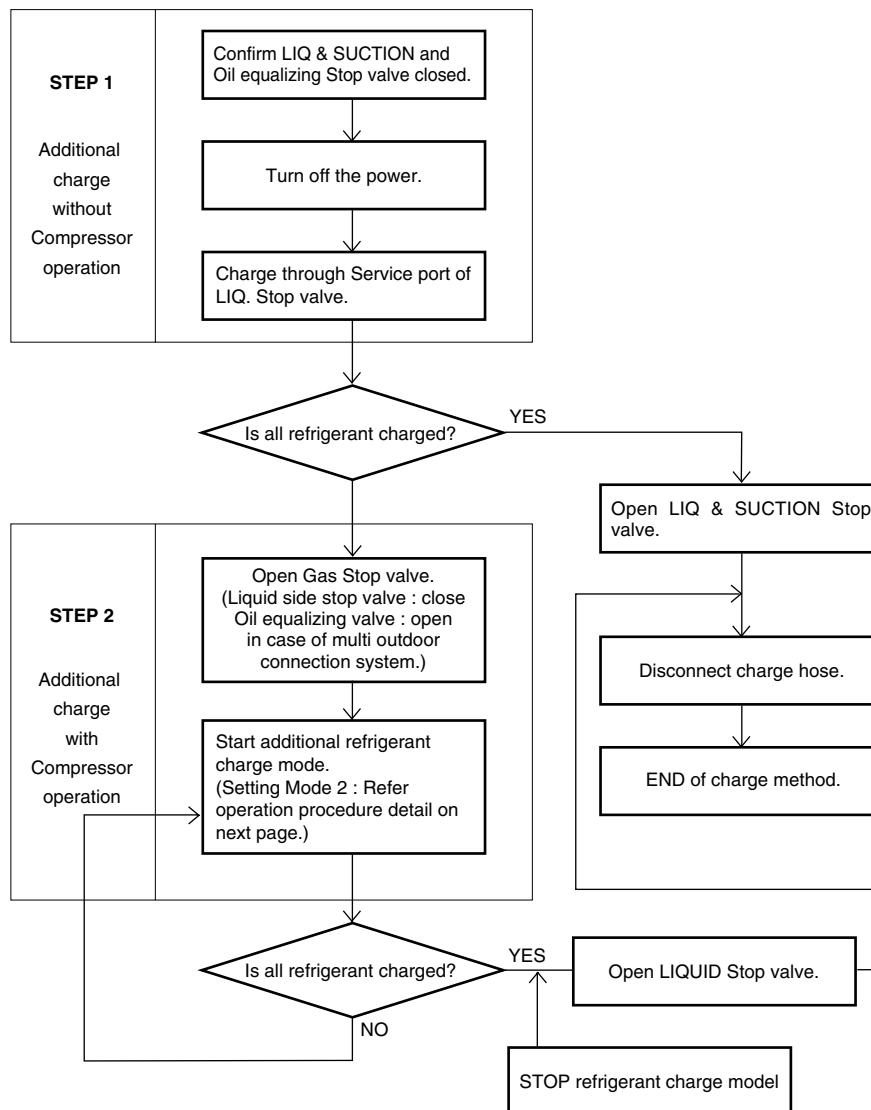 STEP 1
Additional
charge
without
Compressor
operation
Confirm LIQ & SUCTION and
Oil equalizing Stop valve closed.
Turn off the power.
Charge through Service port of
LIQ. Stop valve.
Is all refrigerant charged?
YES
Open LIQ & SUCTION Stop
valve.
Disconnect charge hose.
END of charge method.
STEP 2
Additional
charge
with
Compressor
operation
Open Gas Stop valve.
(Liquid side stop valve : close
Oil equalizing valve : open
in case of multi outdoor
connection system.)
Start additional refrigerant
charge mode.
(Setting Mode 2 : Refer
operation procedure detail on
next page.)
Is all refrigerant charged?
YES
NO
Open LIQUID Stop valve.
STOP refrigerant charge model